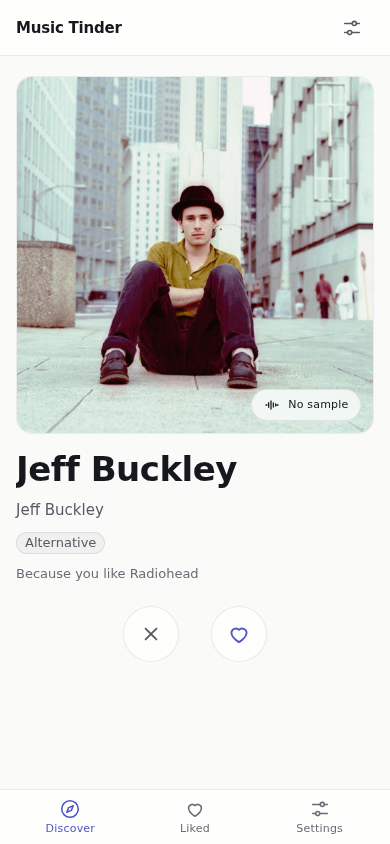 Music Tinder
No sample
Jeff Buckley
Jeff Buckley
Alternative
Because you like Radiohead
Discover
Liked
Settings